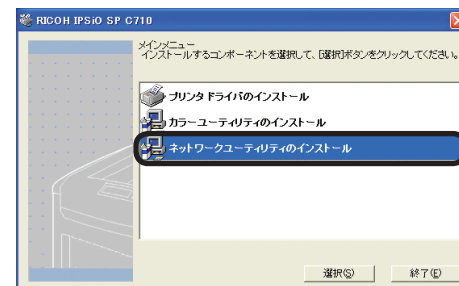 RICOH IPSiO SP C710
メインメニュー
インストールするコンポーネントを選択して、[選択]ボタンをクリックしてください。
プリンタドライバのインストール
カラーユーティリティのインストール
ネットワークユーティリティのインストール
選択(S)
終了(E)